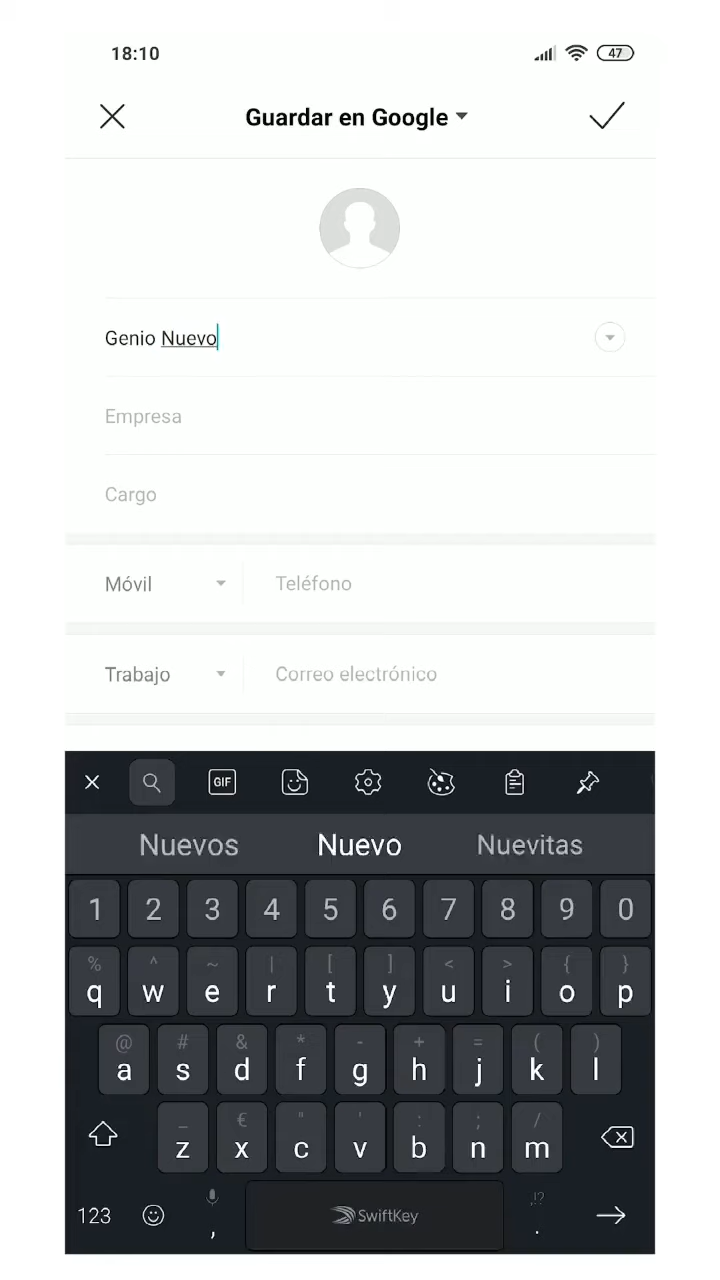 18:10 47
Guardar en Google
Genio Nuevo
Empresa
Cargo
Móvil Teléfono
Trabajo Correo electrónico
GIF
Nuevos Nuevo Nuevitas
1 2 3 4 5 6 7 8 9 0
% ^ ~ | [ ] < > { }
q w e r t y u i o p
@ # & * - + = ( )
a s d f g h j k l
_ € " ' : ; /
z x c v b n m
123 , SwiftKey !? .